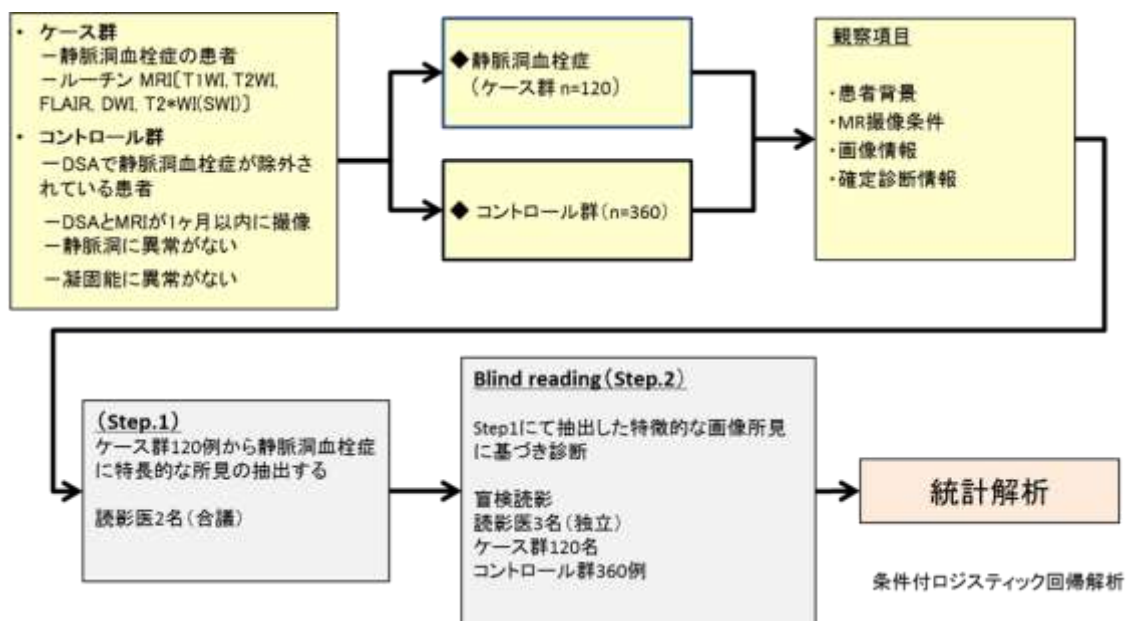 ・ ケース群
－静脈洞血栓症の患者
－ルーチン MRI〔T1WI, T2WI,
FLAIR, DWI, T2*WI(SWI)〕
・ コントロール群
－DSAで静脈洞血栓症が除外さ
れている患者
－DSAとMRIが1ヶ月以内に撮像
－静脈洞に異常がない
－凝固能に異常がない
◆静脈洞血栓症
（ケース群 n=120）
◆ コントロール群（n=360）
観察項目
・患者背景
・MR撮像条件
・画像情報
・確定診断情報
(Step.1)
ケース群120例から静脈洞血栓症
に特長的な所見の抽出する
読影医2名（合議）
Blind reading（Step.2）
Step1にて抽出した特徴的な画像所見
に基づき診断
盲検読影
読影医3名（独立）
ケース群120名
コントロール群360例
統計解析
条件付ロジスティック回帰解析